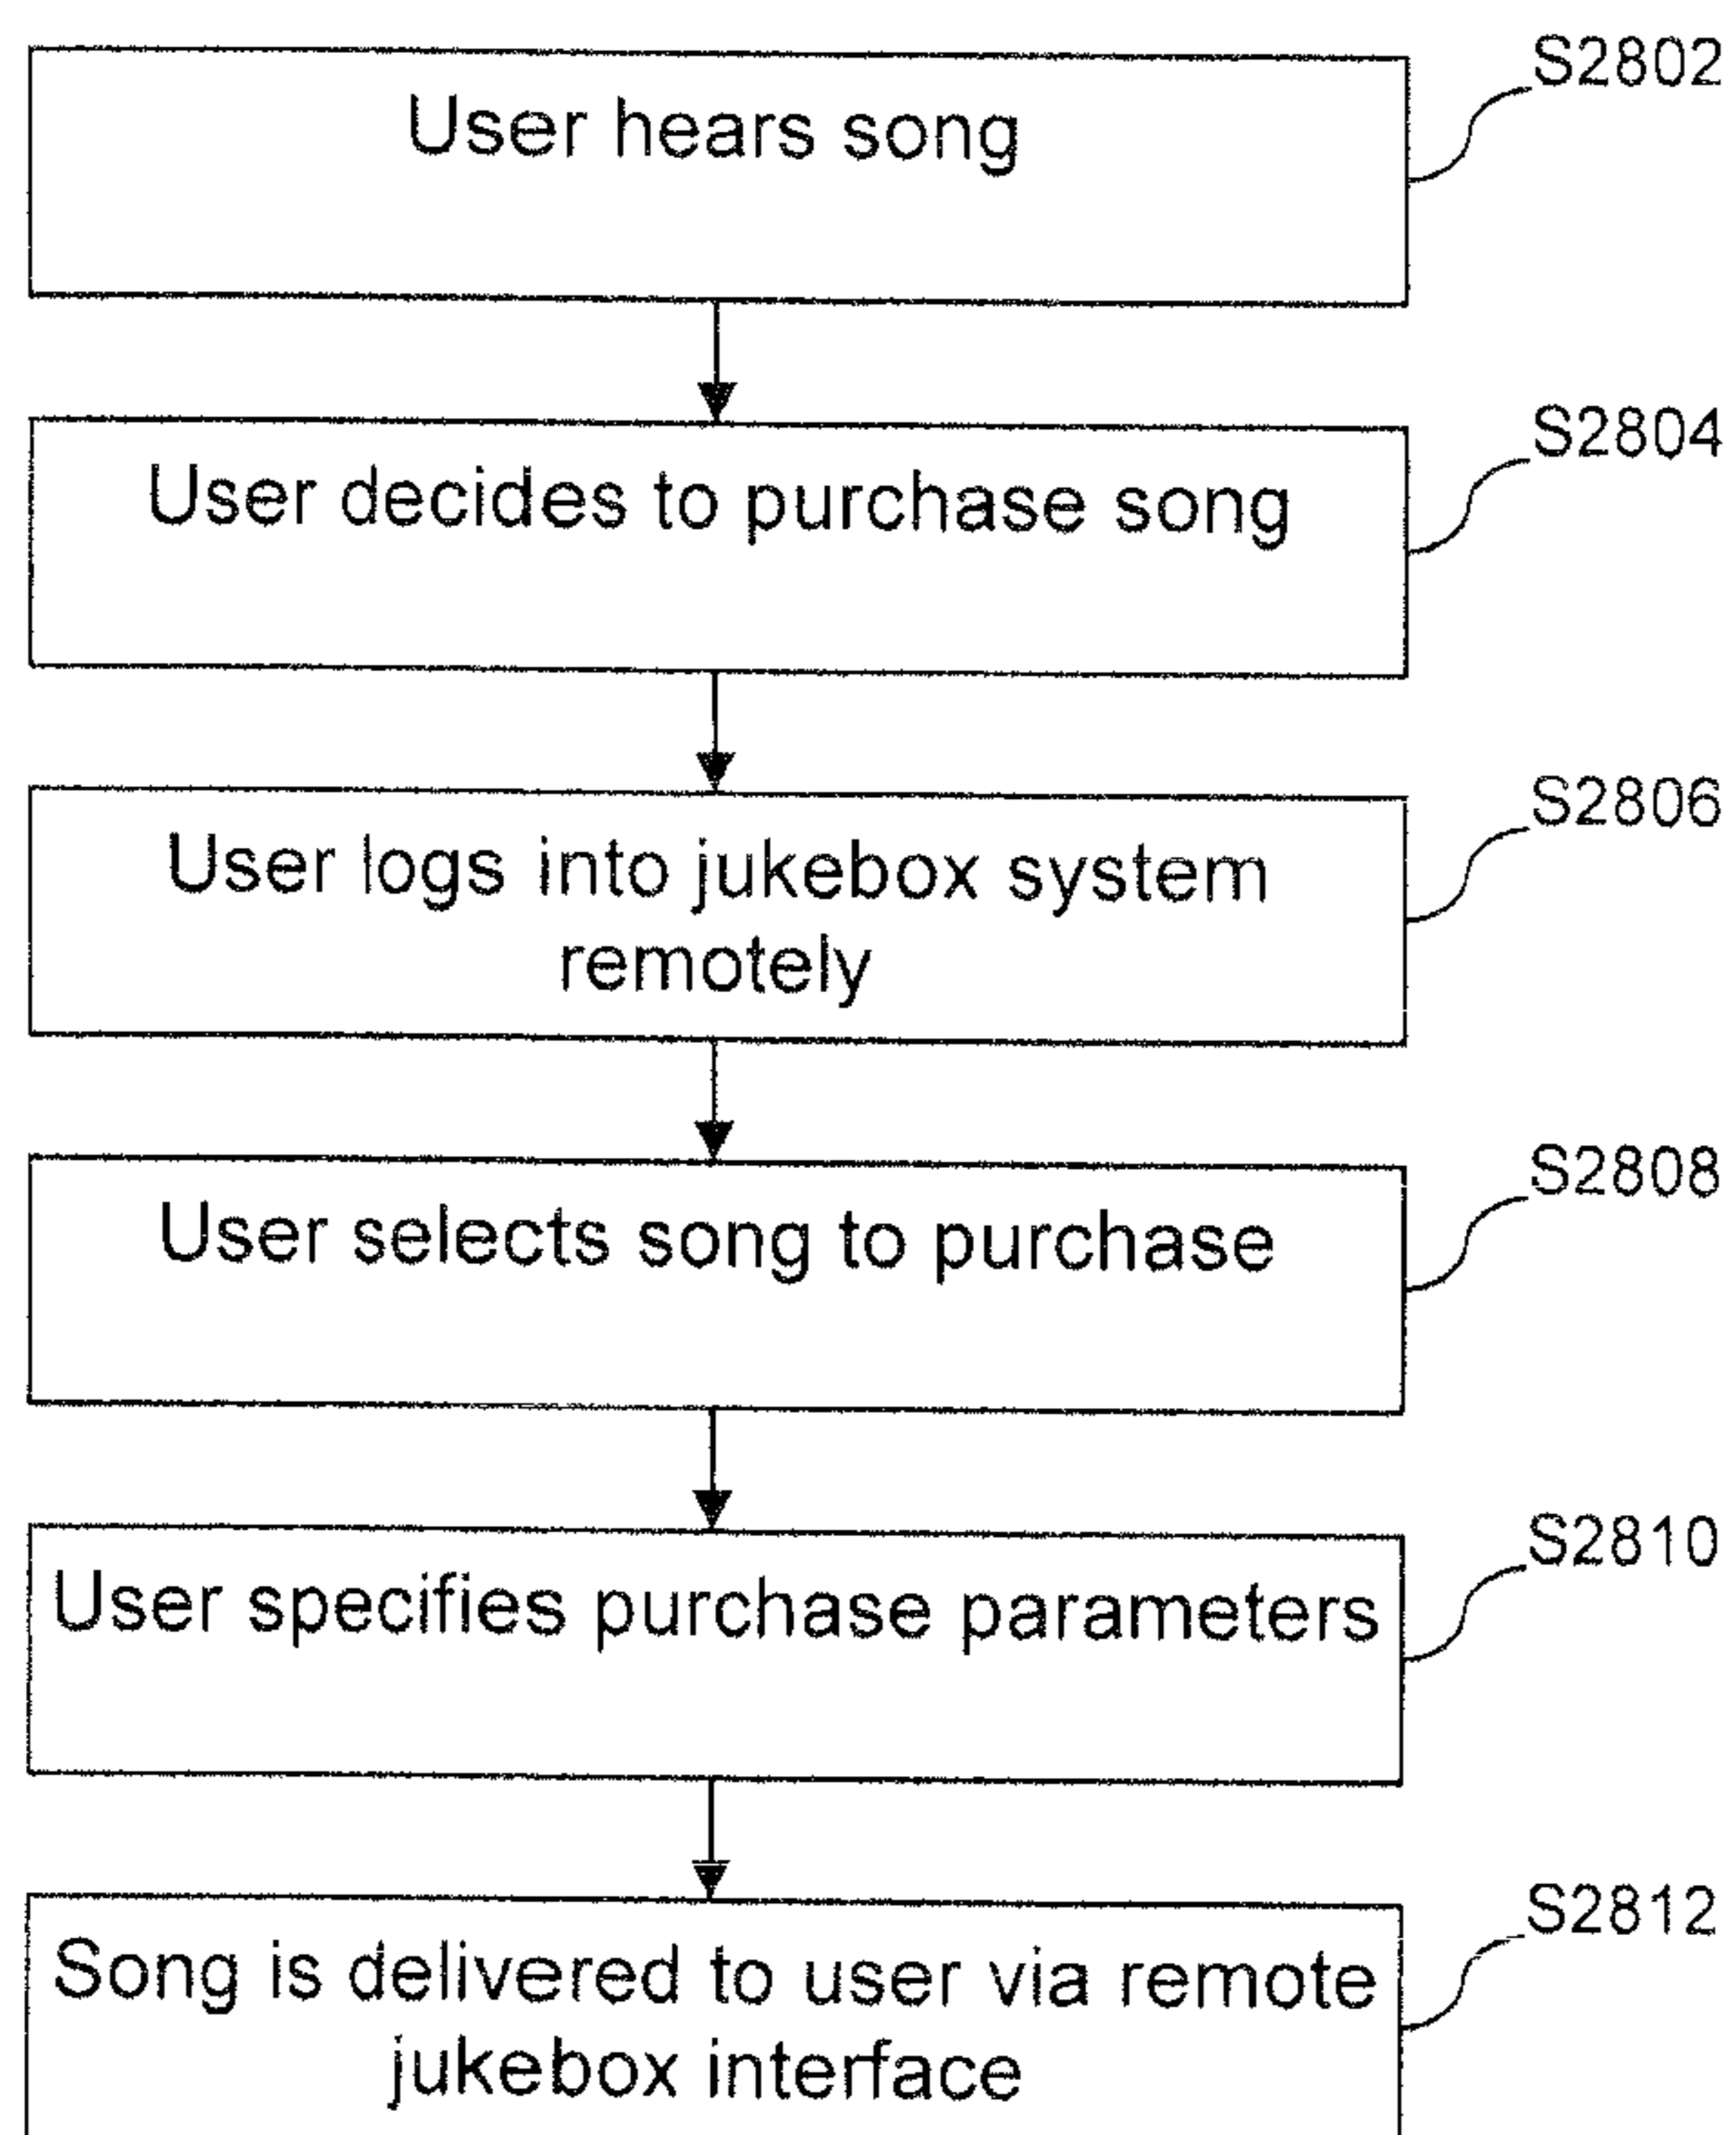 S2802
User hears song
S2804
User decides to purchase song
S2806
User logs into jukebox system
remotely
S2808
User selects song to purchase
S2810
User specifies purchase parameters
S2812
Song is delivered to user via remote
jukebox interface